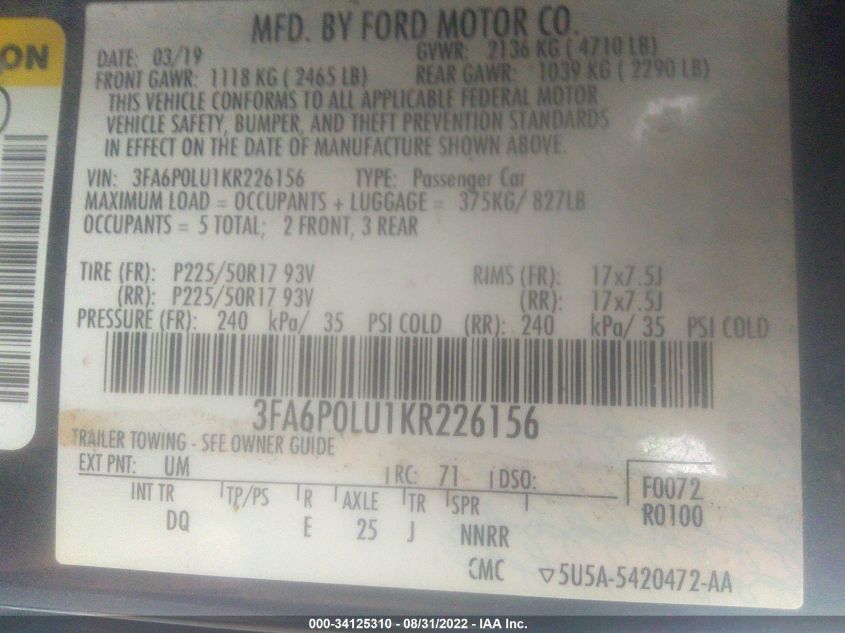 MFD. BY FORD MOTOR CO.
DATE: 03/19 GVWR: 2136 KG ( 4710 LB)
FRONT GAWR: 1118 KG ( 2465 LB) REAR GAWR: 1039 KG ( 2290 LB)
THIS VEHICLE CONFORMS TO ALL APPLICABLE FEDERAL MOTOR
VEHICLE SAFETY, BUMPER, AND THEFT PREVENTION STANDARDS
IN EFFECT ON THE DATE OF MANUFACTURE SHOWN ABOVE.
VIN: 3FA6P0LU1KR226156 TYPE: Passenger Car
MAXIMUM LOAD = OCCUPANTS + LUGGAGE = 375KG/ 827LB
OCCUPANTS = 5 TOTAL; 2 FRONT, 3 REAR
TIRE (FR): P225/50R17 93V RIMS (FR): 17x7.5J
(RR): P225/50R17 93V (RR): 17x7.5J
PRESSURE (FR): 240 kPa/ 35 PSI COLD (RR): 240 kPa/ 35 PSI COLD
3FA6P0LU1KR226156
TRAILER TOWING - SEE OWNER GUIDE
EXT PNT: UM RC: 71 DSO:
F0072
R0100
INT TR TP/PS R AXLE TR SPR
DQ E 25 J NNRR
CMC ▽5U5A-5420472-AA
ON
000-34125310 - 08/31/2022 - IAA Inc.